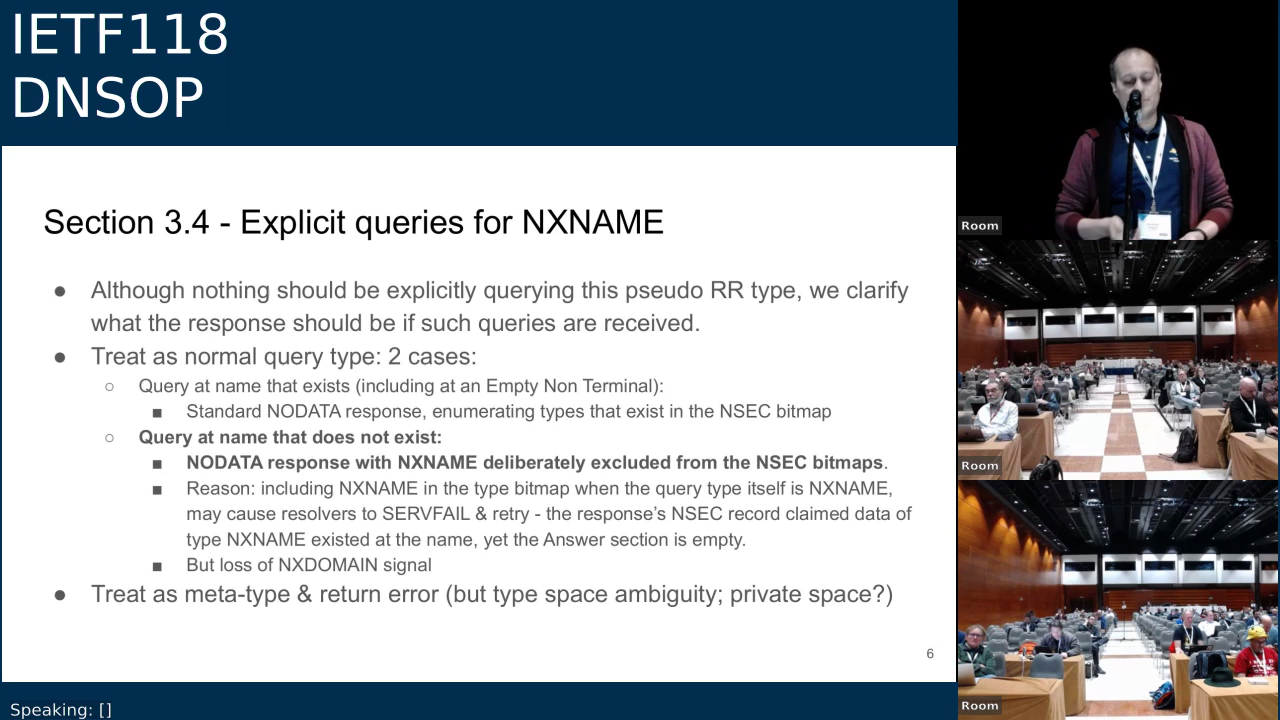 IETF118
DNSOP
Section 3.4 - Explicit queries for NXNAME
● Although nothing should be explicitly querying this pseudo RR type, we clarify
what the response should be if such queries are received.
● Treat as normal query type: 2 cases:
○ Query at name that exists (including at an Empty Non Terminal):
■ Standard NODATA response, enumerating types that exist in the NSEC bitmap
○ Query at name that does not exist:
■ NODATA response with NXNAME deliberately excluded from the NSEC bitmaps.
■ Reason: including NXNAME in the type bitmap when the query type itself is NXNAME,
may cause resolvers to SERVFAIL & retry - the response’s NSEC record claimed data of
type NXNAME existed at the name, yet the Answer section is empty.
■ But loss of NXDOMAIN signal
● Treat as meta-type & return error (but type space ambiguity; private space?)
6
Speaking: []
Room
Room
Room